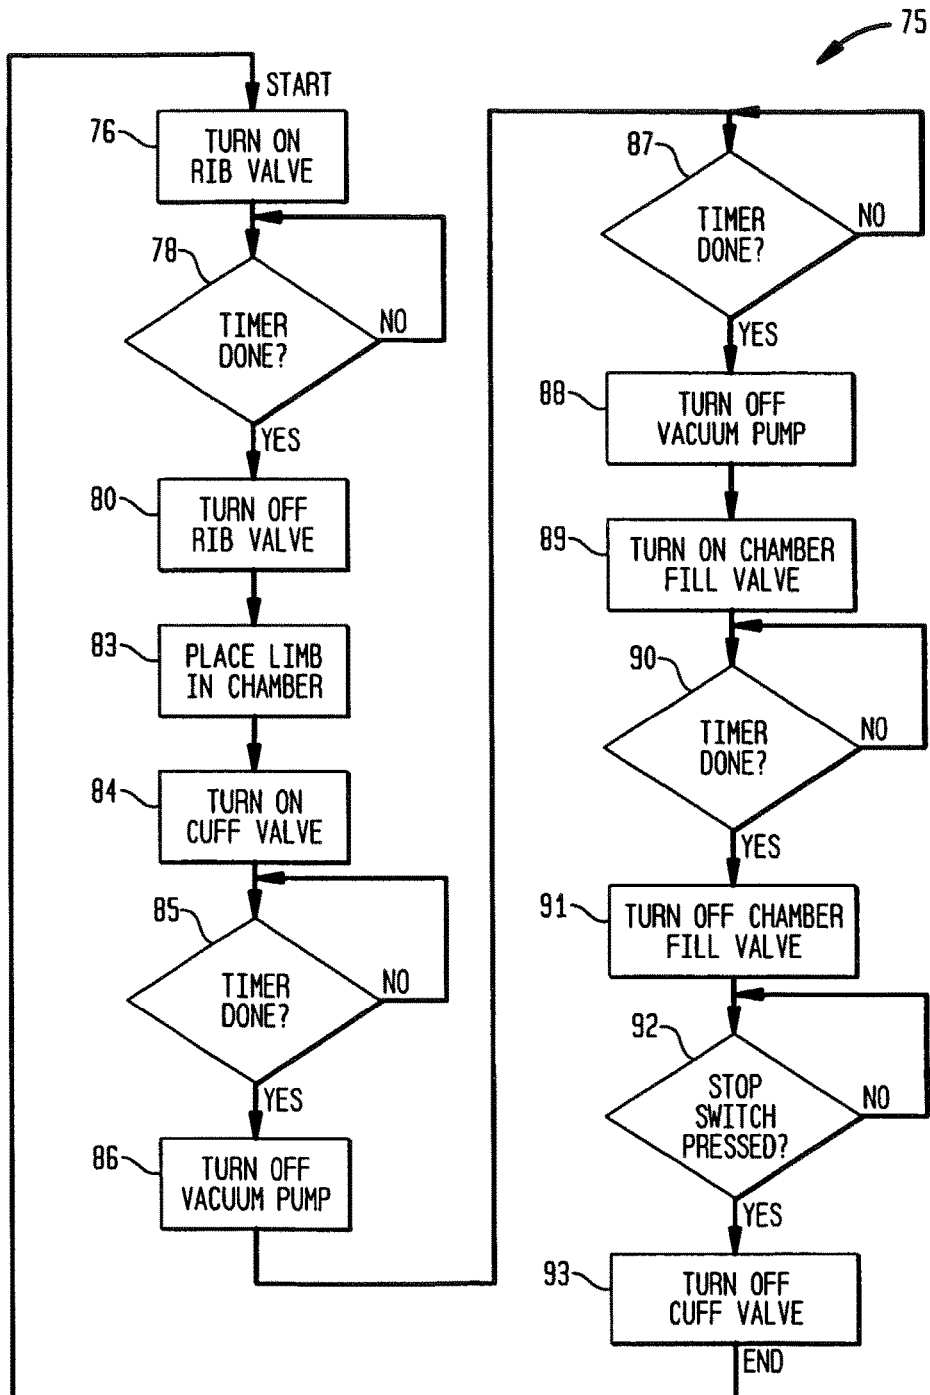 75
START
76
TURN ON
RIB VALVE
78
TIMER
DONE?
NO
YES
80
TURN OFF
RIB VALVE
83
PLACE LIMB
IN CHAMBER
84
TURN ON
CUFF VALVE
85
TIMER
DONE?
NO
YES
86
TURN OFF
VACUUM PUMP
87
TIMER
DONE?
NO
YES
88
TURN OFF
VACUUM PUMP
89
TURN ON CHAMBER
FILL VALVE
90
TIMER
DONE?
NO
YES
91
TURN OFF CHAMBER
FILL VALVE
92
STOP
SWITCH
PRESSED?
NO
YES
93
TURN OFF
CUFF VALVE
END